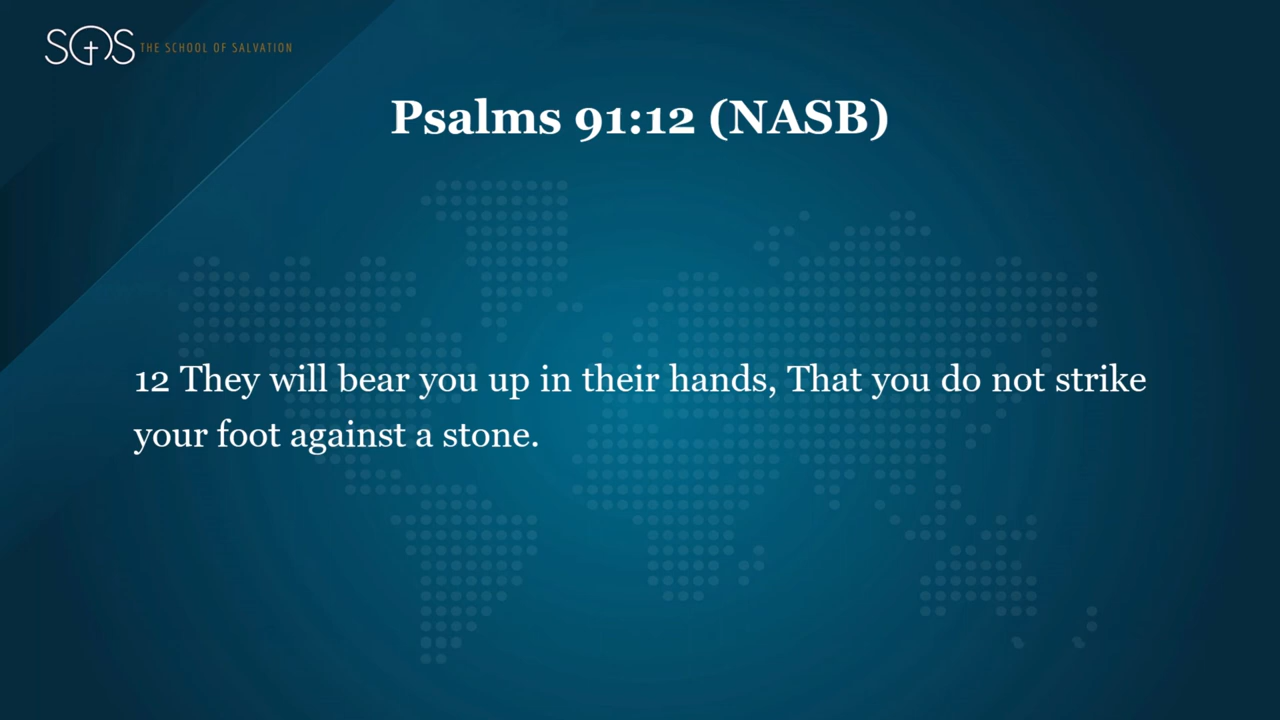 SOS THE SCHOOL OF SALVATION
Psalms 91:12 (NASB)
12 They will bear you up in their hands, That you do not strike
your foot against a stone.